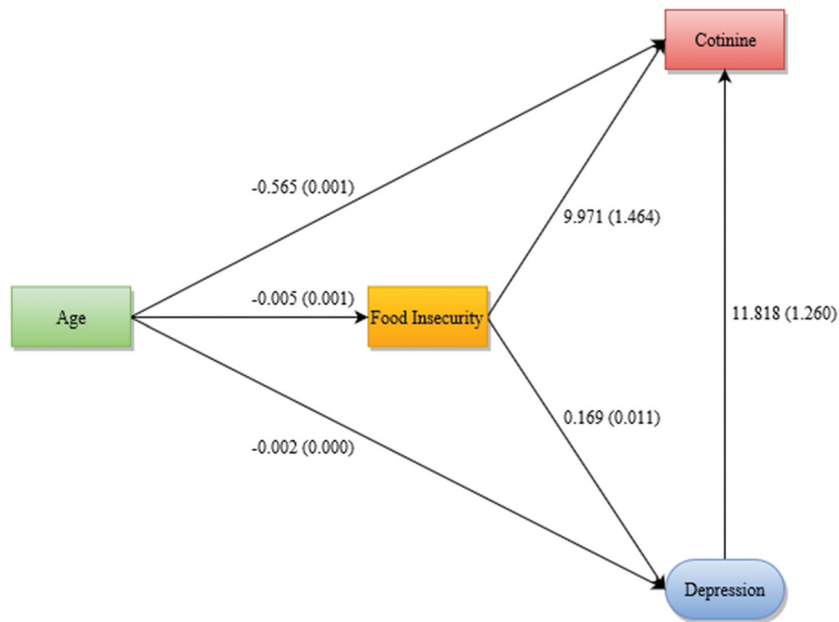 Cotinine
-0.565 (0.001)
9.971 (1.464)
-0.005 (0.001)
Age
Food Insecurity
11.818 (1.260)
0.169 (0.011)
-0.002 (0.000)
Depression